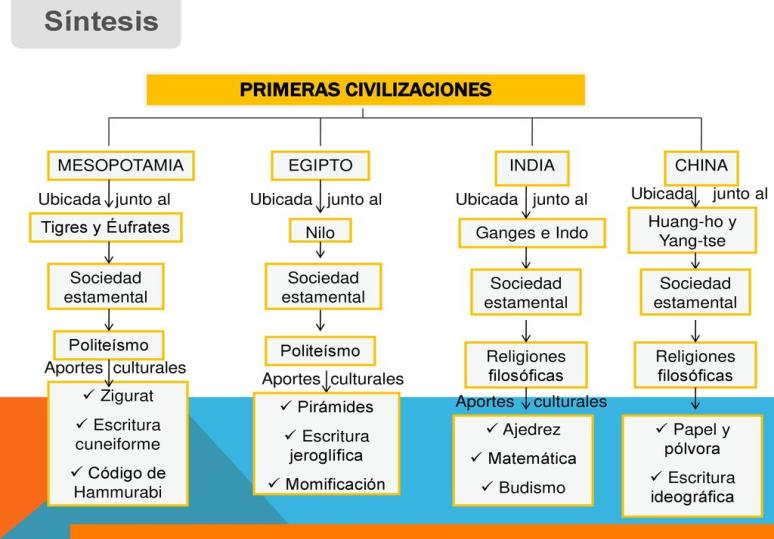 Síntesis
PRIMERAS CIVILIZACIONES
MESOPOTAMIA
Ubicada junto al
Tigres y Éufrates
Sociedad
estamental
Politeísmo
Aportes culturales
✓ Zigurat
✓ Escritura
cuneiforme
✓ Código de
Hammurabi
EGIPTO
Ubicada junto al
Nilo
Sociedad
estamental
Politeísmo
Aportes culturales
✓ Pirámides
✓ Escritura
jeroglífica
✓ Momificación
INDIA
Ubicada junto al
Ganges e Indo
Sociedad
estamental
Religiones
filosóficas
Aportes culturales
✓ Ajedrez
✓ Matemática
✓ Budismo
CHINA
Ubicada junto al
Huang-ho y
Yang-tse
Sociedad
estamental
Religiones
filosóficas
✓ Papel y
pólvora
✓ Escritura
ideográfica